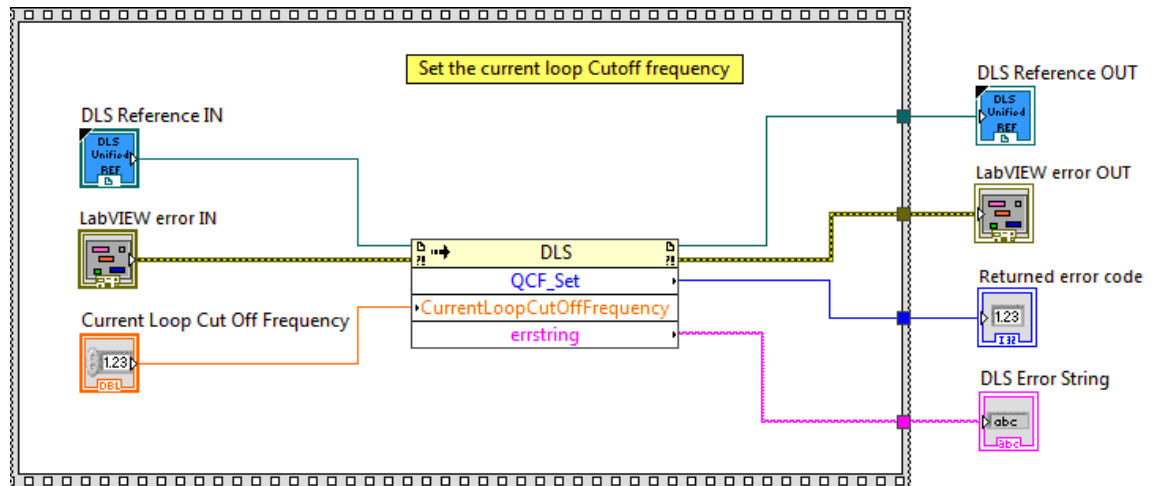 Set the current loop Cutoff frequency
DLS Reference OUT
DLS
Unified
REF
DLS Reference IN
DLS
Unified
REF
LabVIEW error OUT
LabVIEW error IN
?!
DLS
?!
QCF_Set
Returned error code
1.23
I32
CurrentLoopCutOffFrequency
Current Loop Cut Off Frequency
errstring
1.23
DBL
DLS Error String
abc
abc